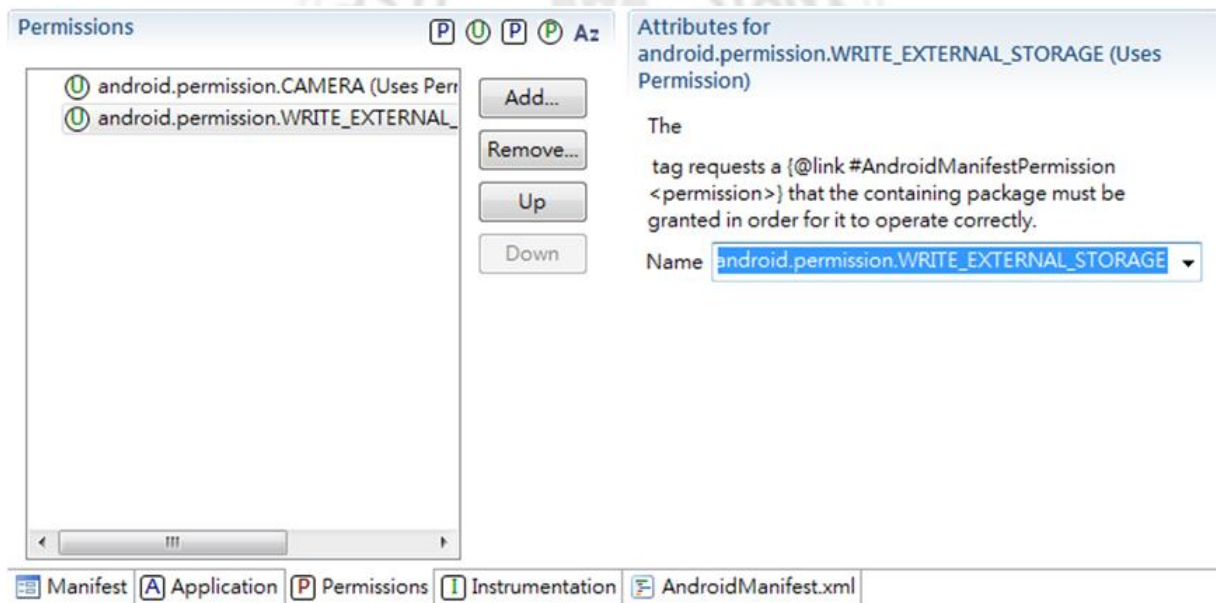 Permissions
P U P P Az
android.permission.CAMERA (Uses Perr
android.permission.WRITE_EXTERNAL_
Add...
Remove...
Up
Down
Attributes for
android.permission.WRITE_EXTERNAL_STORAGE (Uses
Permission)
The
tag requests a {@link #AndroidManifestPermission
<permission>} that the containing package must be
granted in order for it to operate correctly.
Name android.permission.WRITE_EXTERNAL_STORAGE
Manifest A Application P Permissions I Instrumentation AndroidManifest.xml